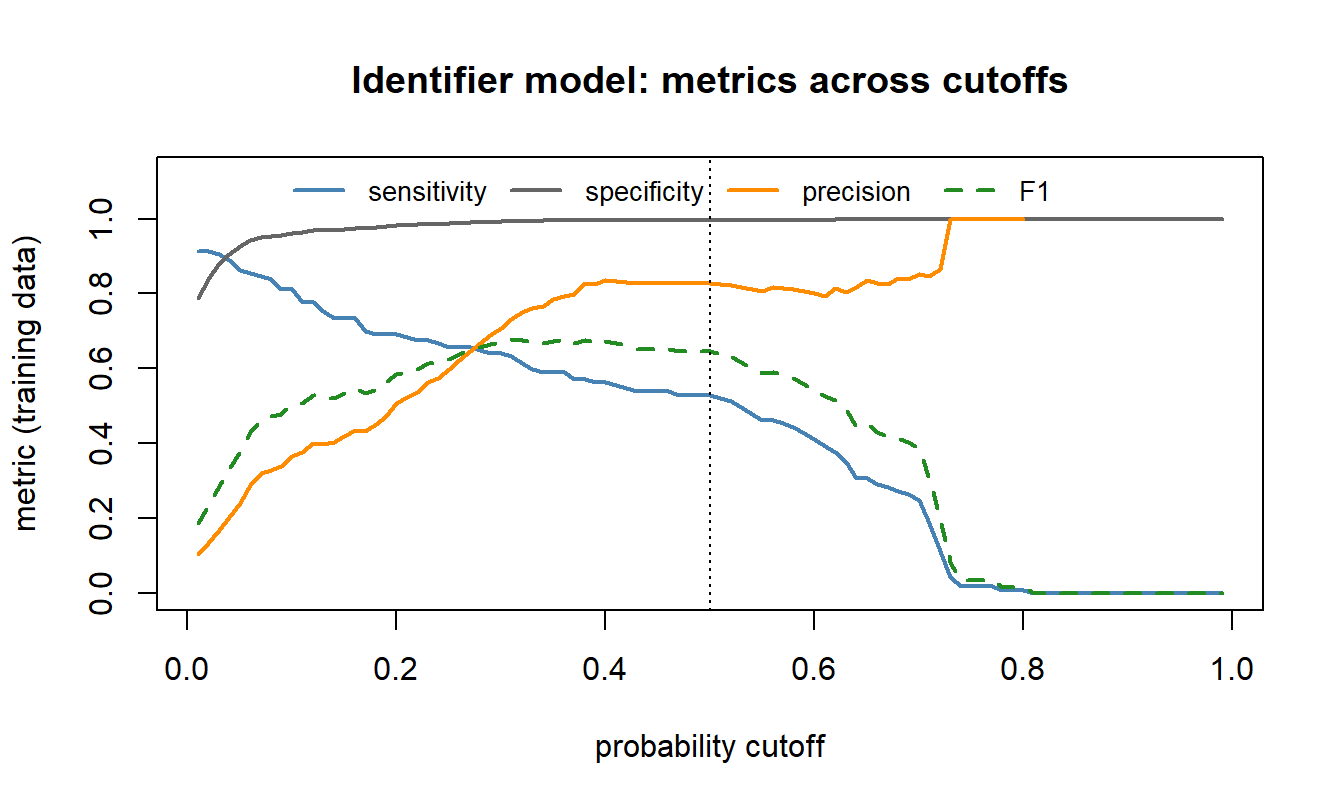 Identifier model: metrics across cutoffs
sensitivity specificity precision F1
metric (training data)
1.0
0.8
0.6
0.4
0.2
0.0
0.0 0.2 0.4 0.6 0.8 1.0
probability cutoff